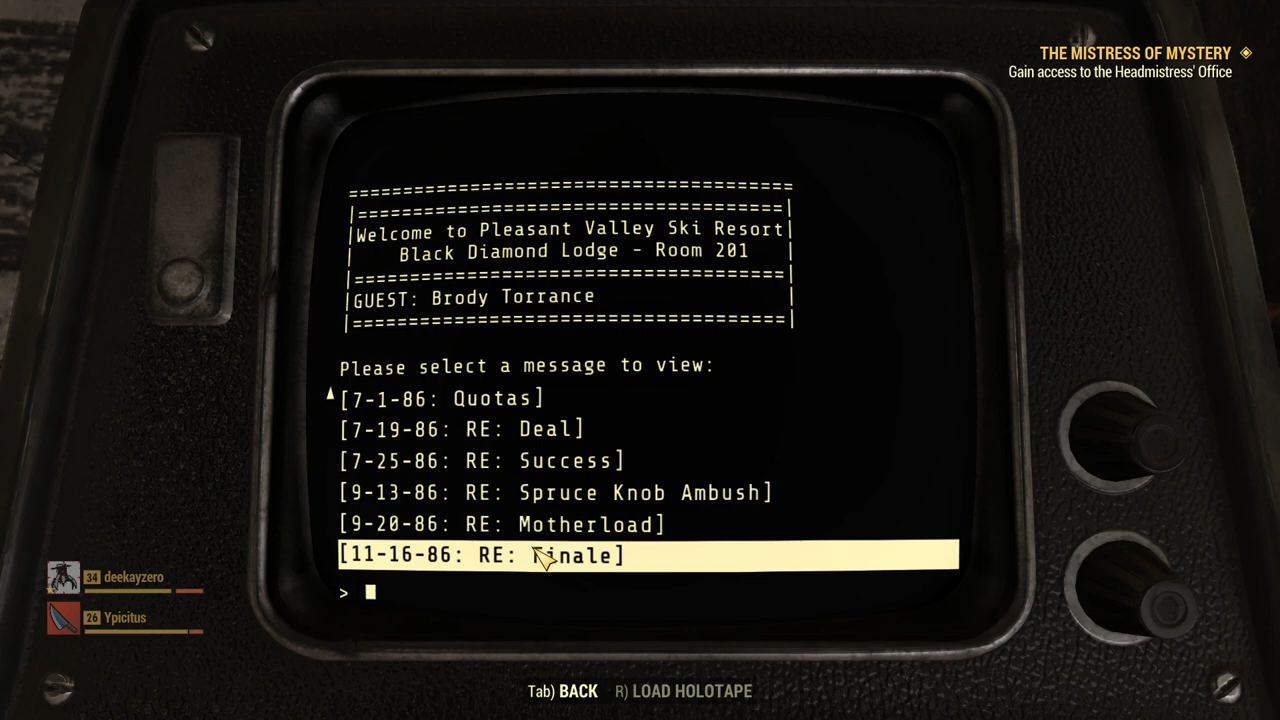 THE MISTRESS OF MYSTERY
Gain access to the Headmistress' Office
=======================================
|======================================|
|Welcome to Pleasant Valley Ski Resort|
| Black Diamond Lodge - Room 201 |
|======================================|
|GUEST: Brody Torrance |
|======================================|
Please select a message to view:
[7-1-86: Quotas]
[7-19-86: RE: Deal]
[7-25-86: RE: Success]
[9-13-86: RE: Spruce Knob Ambush]
[9-20-86: RE: Motherload]
[11-16-86: RE: Finale]
>
34 deekayzero
26 Ypicitus
Tab) BACK R) LOAD HOLOTAPE